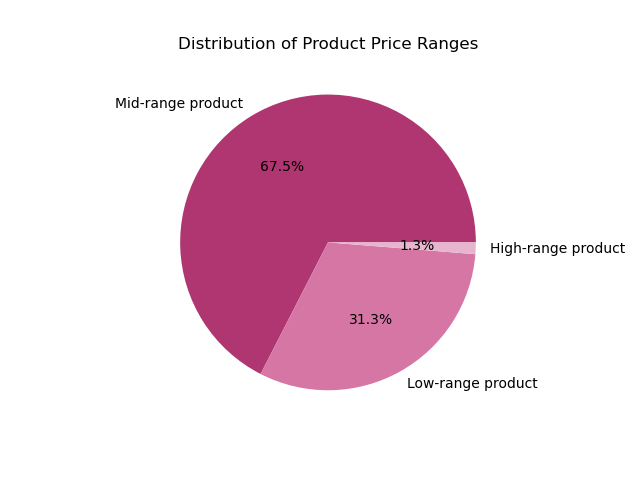 Distribution of Product Price Ranges
Mid-range product
67.5%
1.3%
High-range product
31.3%
Low-range product